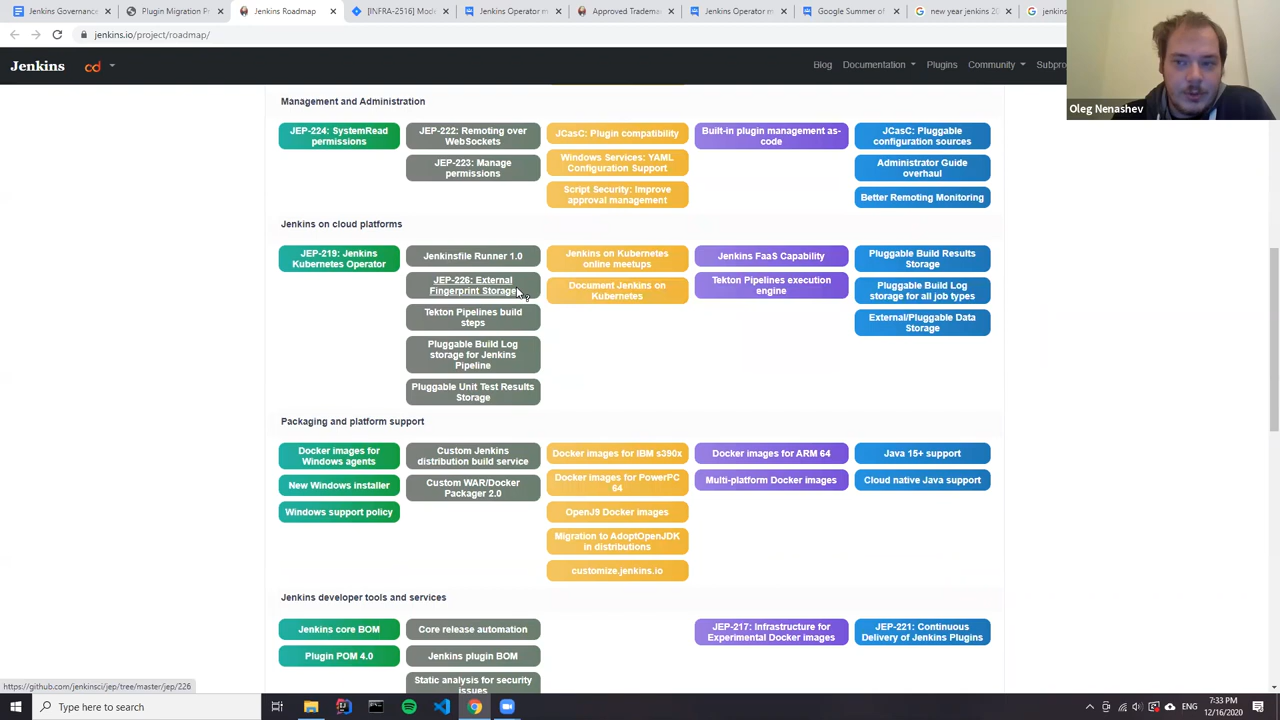 Jenkins Governance
Plugin Migration P
Jenkins Roadmap
[INFRA-2516] Mod
Jenkins Operator m
Approved Tradema
Jenkins Operator m
Google Summer of
new year jenkins 20
jenkins
jenkins.io/project/roadmap/
Jenkins
cd
Blog
Documentation
Plugins
Community
Subpro
Oleg Nenashev
Management and Administration
JEP-224: SystemRead
permissions
JEP-222: Remoting over
WebSockets
JEP-223: Manage
permissions
JCasC: Plugin compatibility
Windows Services: YAML
Configuration Support
Script Security: Improve
approval management
Built-in plugin management as-
code
JCasC: Pluggable
configuration sources
Administrator Guide
overhaul
Better Remoting Monitoring
Jenkins on cloud platforms
JEP-219: Jenkins
Kubernetes Operator
Jenkinsfile Runner 1.0
JEP-226: External
Fingerprint Storage
Tekton Pipelines build
steps
Pluggable Build Log
storage for Jenkins
Pipeline
Pluggable Unit Test Results
Storage
Jenkins on Kubernetes
online meetups
Document Jenkins on
Kubernetes
Jenkins FaaS Capability
Tekton Pipelines execution
engine
Pluggable Build Results
Storage
Pluggable Build Log
storage for all job types
External/Pluggable Data
Storage
Packaging and platform support
Docker images for
Windows agents
New Windows installer
Windows support policy
Custom Jenkins
distribution build service
Custom WAR/Docker
Packager 2.0
Docker images for IBM s390x
Docker images for PowerPC
64
OpenJ9 Docker images
Migration to AdoptOpenJDK
in distributions
customize.jenkins.io
Docker images for ARM 64
Multi-platform Docker images
Java 15+ support
Cloud native Java support
Jenkins developer tools and services
Jenkins core BOM
Plugin POM 4.0
Core release automation
Jenkins plugin BOM
Static analysis for security
issues
JEP-217: Infrastructure for
Experimental Docker images
JEP-221: Continuous
Delivery of Jenkins Plugins
https://github.com/jenkinsci/jep/tree/master/jep/226
Type here to search
ENG
7:33 PM
12/16/2020